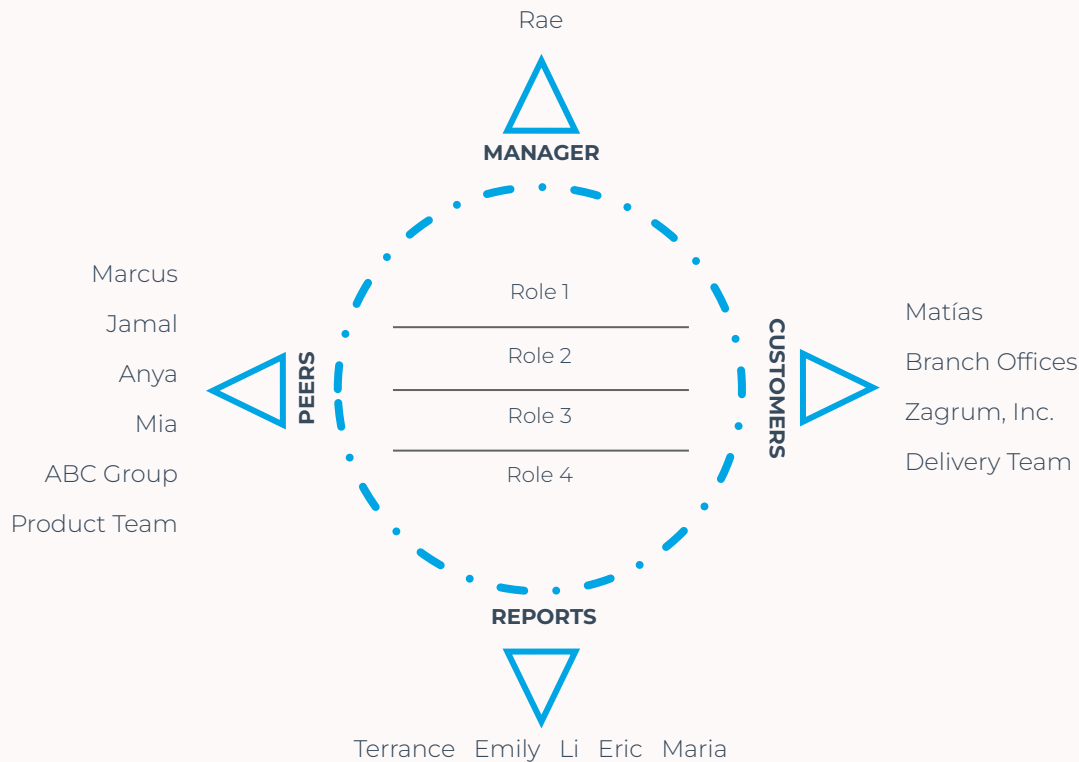 Rae
MANAGER
Marcus
Jamal
Anya
Mia
ABC Group
Product Team
PEERS
Role 1
Role 2
Role 3
Role 4
CUSTOMERS
Matías
Branch Offices
Zagrum, Inc.
Delivery Team
REPORTS
Terrance Emily Li Eric Maria